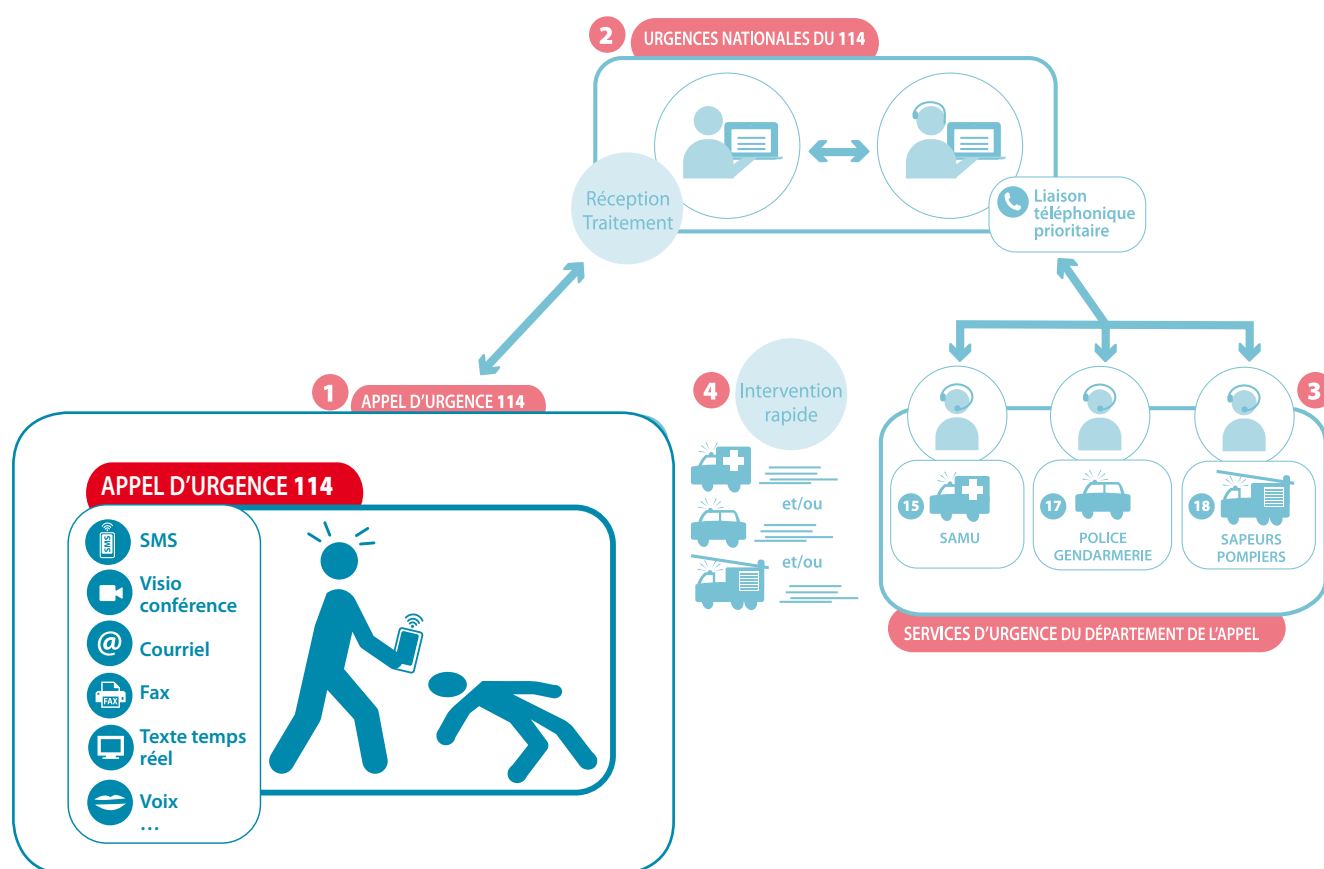 2 URGENCES NATIONALES DU 114
Réception
Traitement
Liaison
téléphonique
prioritaire
1 APPEL D'URGENCE 114
APPEL D'URGENCE 114
SMS
SMS
Visio
conférence
@ Courriel
FAX Fax
Texte temps
réel
Voix
...
4 Intervention
rapide
et/ou
et/ou
3
15
SAMU
17
POLICE
GENDARMERIE
18
SAPEURS
POMPIERS
SERVICES D'URGENCE DU DÉPARTEMENT DE L'APPEL